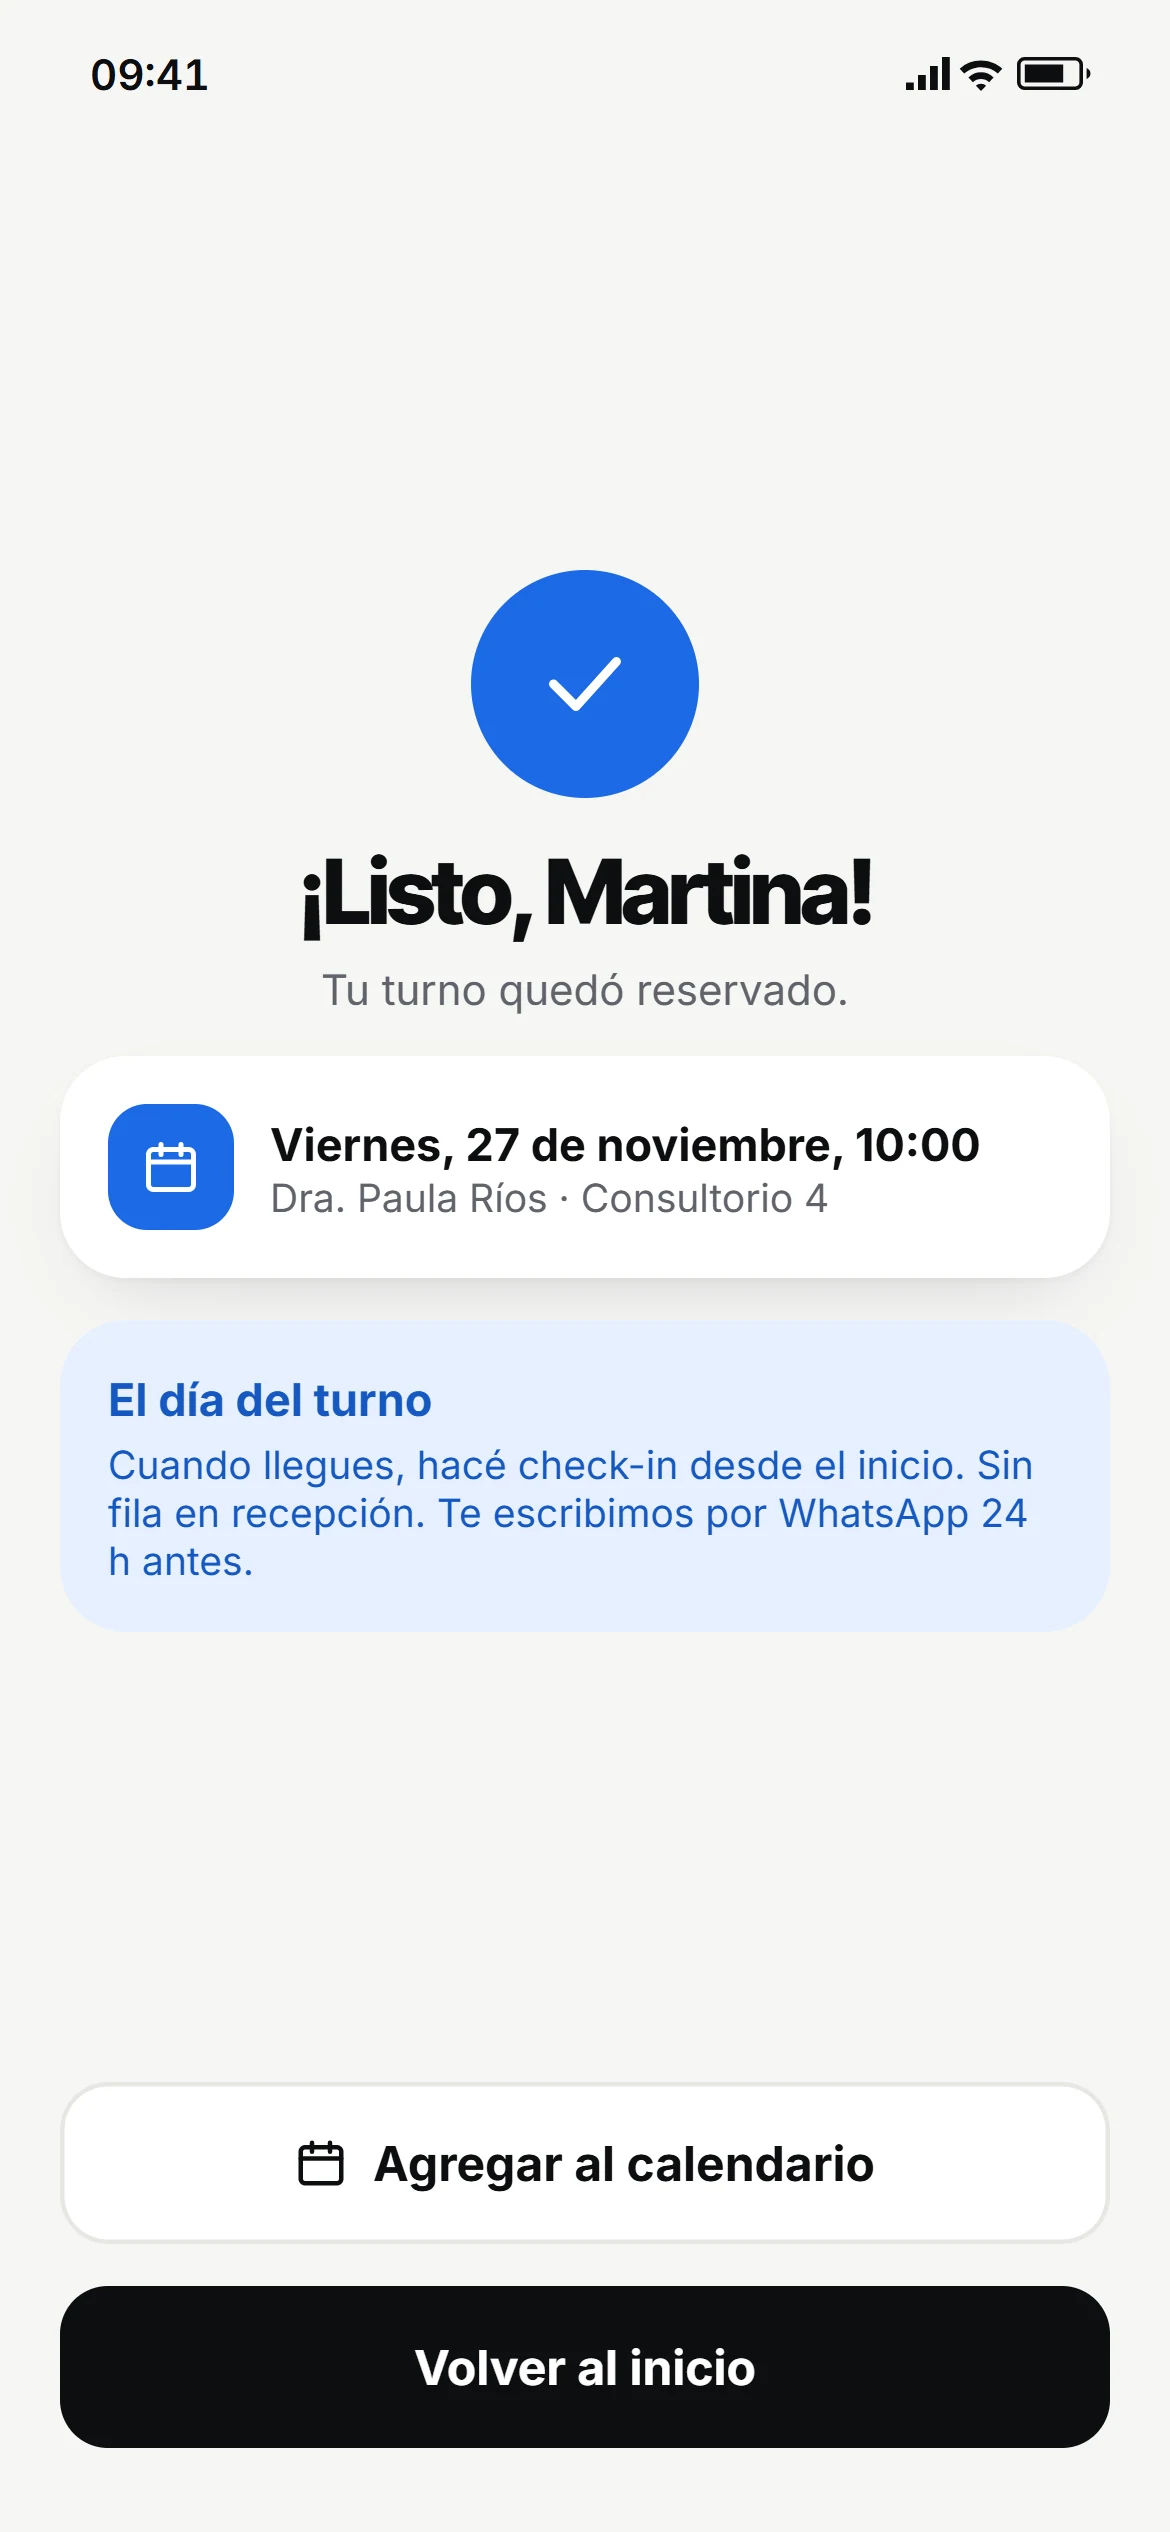 09:41
¡Listo, Martina!
Tu turno quedó reservado.
Viernes, 27 de noviembre, 10:00
Dra. Paula Ríos · Consultorio 4
El día del turno
Cuando llegues, hacé check-in desde el inicio. Sin
fila en recepción. Te escribimos por WhatsApp 24
h antes.
Agregar al calendario
Volver al inicio